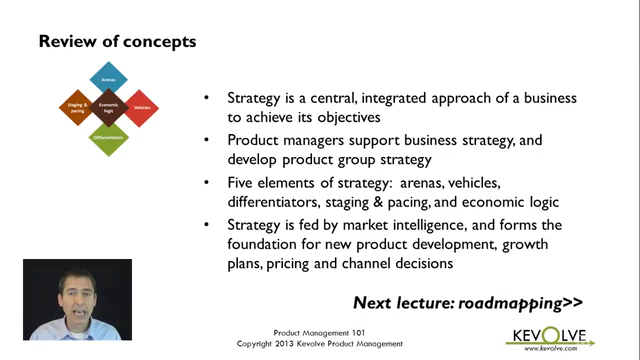 Review of concepts
Arenas
Staging &
pacing
Economic
logic
Vehicles
Differentiators
• Strategy is a central, integrated approach of a business
to achieve its objectives
• Product managers support business strategy, and
develop product group strategy
• Five elements of strategy: arenas, vehicles,
differentiators, staging & pacing, and economic logic
• Strategy is fed by market intelligence, and forms the
foundation for new product development, growth
plans, pricing and channel decisions
Next lecture: roadmapping>>
Product Management 101
Copyright 2013 Kevolve Product Management
KEVOLVE
www.kevolve.com